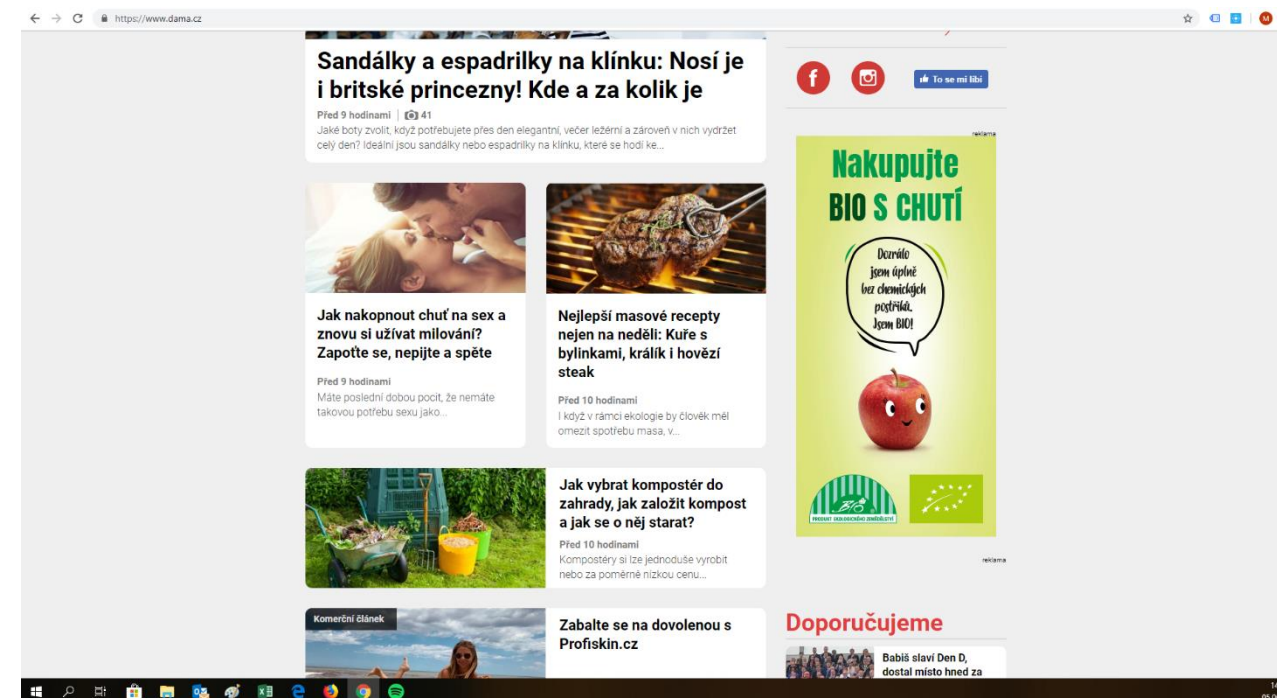 https://www.dama.cz
M
Sandálky a espadrilky na klínku: Nosí je
i britské princezny! Kde a za kolik je
Před 9 hodinami | 41
Jaké boty zvolit, když potřebujete přes den elegantní, večer ležérní a zároveň v nich vydržet
celý den? Ideální jsou sandálky nebo espadrilky na klínku, které se hodí ke...
Jak nakopnout chuť na sex a
znovu si užívat milování?
Zapoťte se, nepijte a spěte
Před 9 hodinami
Máte poslední dobou pocit, že nemáte
takovou potřebu sexu jako...
Nejlepší masové recepty
nejen na neděli: Kuře s
bylinkami, králík i hovězí
steak
Před 10 hodinami
I když v rámci ekologie by člověk měl
omezit spotřebu masa, v...
Jak vybrat kompostér do
zahrady, jak založit kompost
a jak se o něj starat?
Před 10 hodinami
Kompostéry si lze jednoduše vyrobit
nebo za poměrně nízkou cenu...
Komerční článek
Zabalte se na dovolenou s
Profiskin.cz
To se mi líbí
reklama
Nakupujte
BIO S CHUTÍ
Dozrálo
jsem úplně
bez chemických
postřiků.
Jsem BIO!
BIO
PRODUKT EKOLOGICKÉHO ZEMĚDĚLSTVÍ
reklama
Doporučujeme
Babiš slaví Den D,
dostal místo hned za